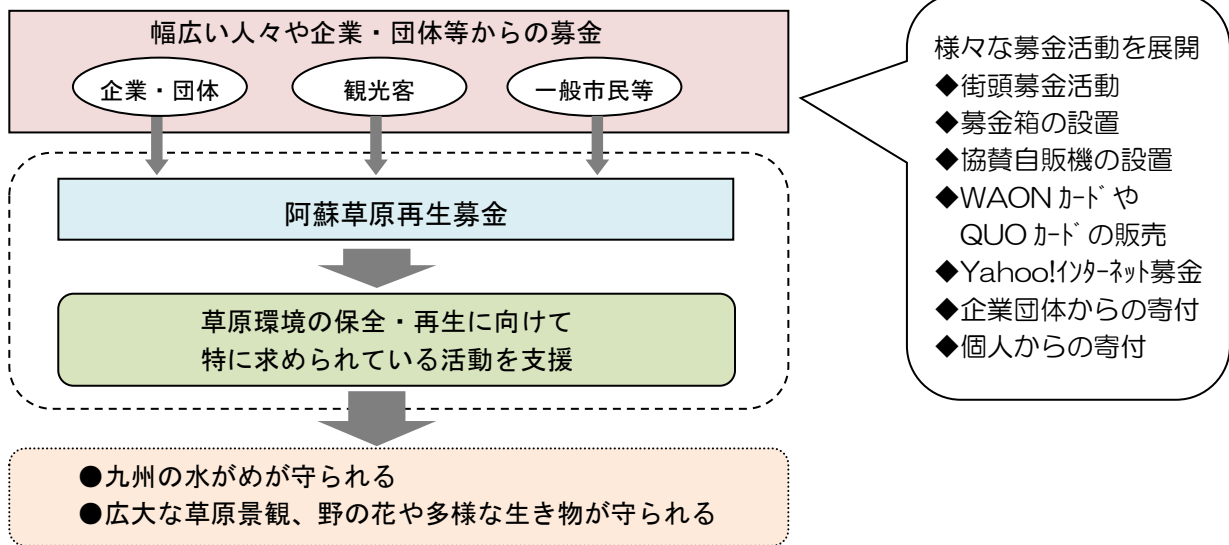 幅広い人々や企業・団体等からの募金
企業・団体
観光客
一般市民等
阿蘇草原再生募金
草原環境の保全・再生に向けて
特に求められている活動を支援
●九州の水がめが守られる
●広大な草原景観、野の花や多様な生き物が守られる
様々な募金活動を展開
◆街頭募金活動
◆募金箱の設置
◆協賛自販機の設置
◆WAON ｶｰﾄﾞや
QUO ｶｰﾄﾞの販売
◆Yahoo!ｲﾝﾀｰﾈｯﾄ募金
◆企業団体からの寄付
◆個人からの寄付